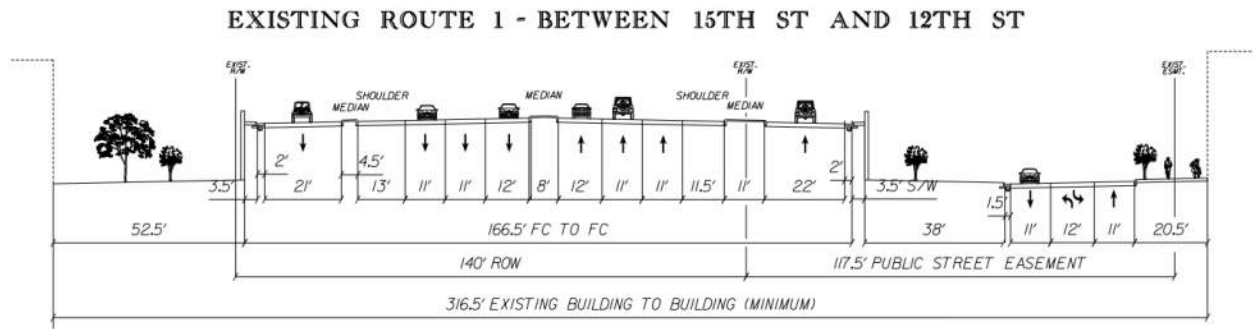 EXISTING ROUTE 1 - BETWEEN 15TH ST AND 12TH ST
EXIST. R/W
EXIST. R/W
EXIST. ESMT.
SHOULDER
MEDIAN
MEDIAN
SHOULDER
MEDIAN
2'
4.5'
2'
3.5'
21'
13'
11'
11'
12'
8'
12'
11'
11'
11.5'
11'
22'
3.5' S/W
1.5'
52.5'
166.5' FC TO FC
38'
11'
12'
11'
20.5'
140' ROW
117.5' PUBLIC STREET EASEMENT
316.5' EXISTING BUILDING TO BUILDING (MINIMUM)